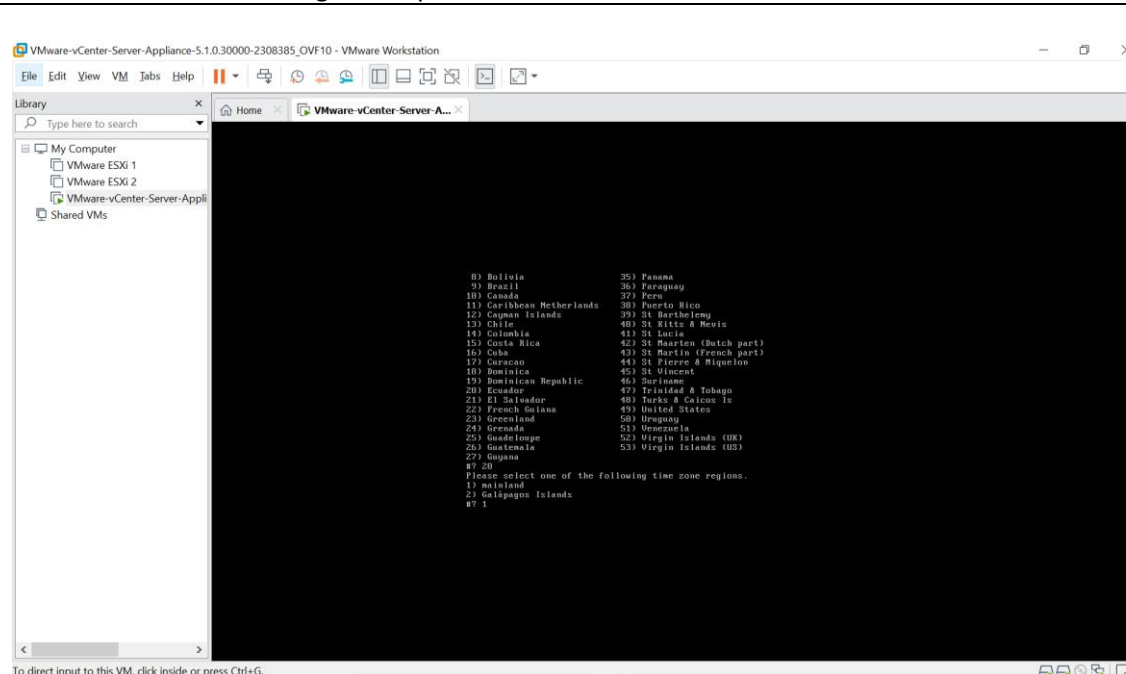 VMware-vCenter-Server-Appliance-5.1.0.30000-2308385_OVF10 - VMware Workstation
File Edit View VM Tabs Help
Library
Type here to search
My Computer
VMware ESXi 1
VMware ESXi 2
VMware-vCenter-Server-Appli
Shared VMs
Home
VMware-vCenter-Server-A...
8) Bolivia 35) Panama
9) Brazil 36) Paraguay
10) Canada 37) Peru
11) Caribbean Netherlands 38) Puerto Rico
12) Cayman Islands 39) St Barthelemy
13) Chile 40) St Kitts & Nevis
14) Colombia 41) St Lucia
15) Costa Rica 42) St Maarten (Dutch part)
16) Cuba 43) St Martin (French part)
17) Curacao 44) St Pierre & Miquelon
18) Dominica 45) St Vincent
19) Dominican Republic 46) Suriname
20) Ecuador 47) Trinidad & Tobago
21) El Salvador 48) Turks & Caicos Is
22) French Guiana 49) United States
23) Greenland 50) Uruguay
24) Grenada 51) Venezuela
25) Guadeloupe 52) Virgin Islands (UK)
26) Guatemala 53) Virgin Islands (US)
27) Guyana
#? 20
Please select one of the following time zone regions.
1) mainland
2) Galápagos Islands
#? 1
To direct input to this VM, click inside or press Ctrl+G.